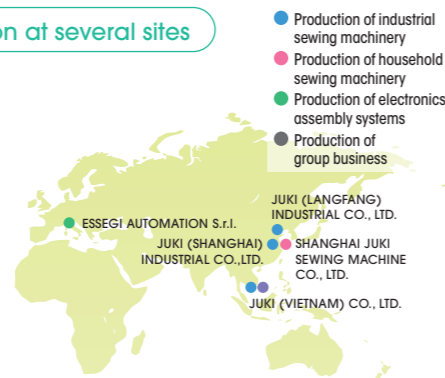 on at several sites
Production of industrial
sewing machinery
Production of household
sewing machinery
Production of electronics
assembly systems
Production of
group business
JUKI (LANGFANG)
INDUSTRIAL CO., LTD.
ESSEGI AUTOMATION S.r.l.
JUKI (SHANGHAI)
INDUSTRIAL CO.,LTD.
SHANGHAI JUKI
SEWING MACHINE
CO., LTD.
JUKI (VIETNAM) CO., LTD.